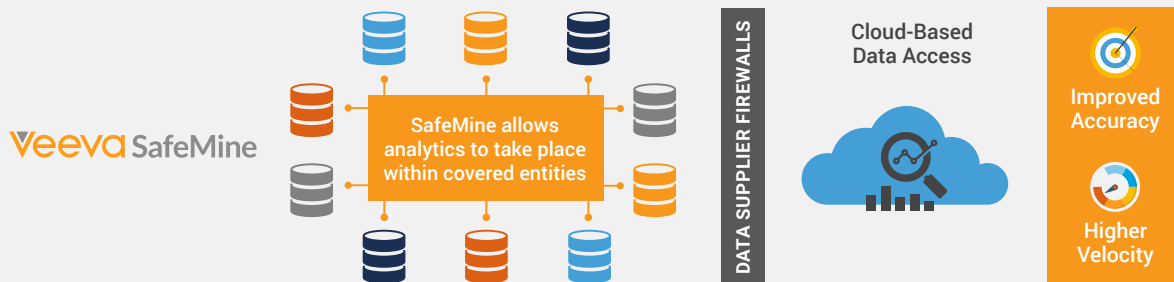 Veeva SafeMine
SafeMine allows
analytics to take place
within covered entities
DATA SUPPLIER FIREWALLS
Cloud-Based
Data Access
Improved
Accuracy
Higher
Velocity